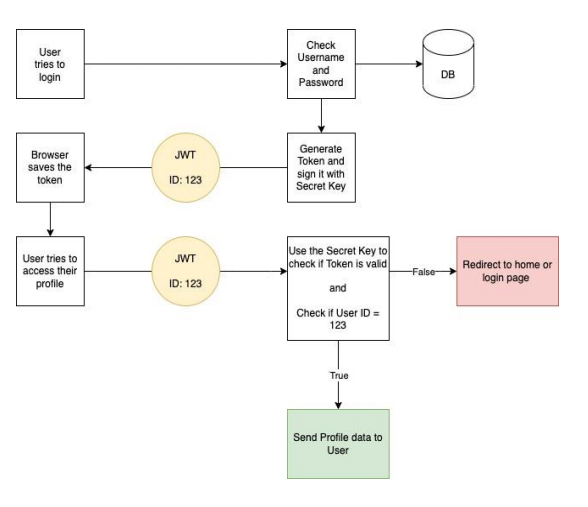 User
tries to
login
Check
Username
and
Password
DB
Browser
saves the
token
JWT
ID: 123
Generate
Token and
sign it with
Secret Key
User tries to
access their
profile
JWT
ID: 123
Use the Secret Key to
check if Token is valid
and
Check if User ID =
123
False
Redirect to home or
login page
True
Send Profile data to
User